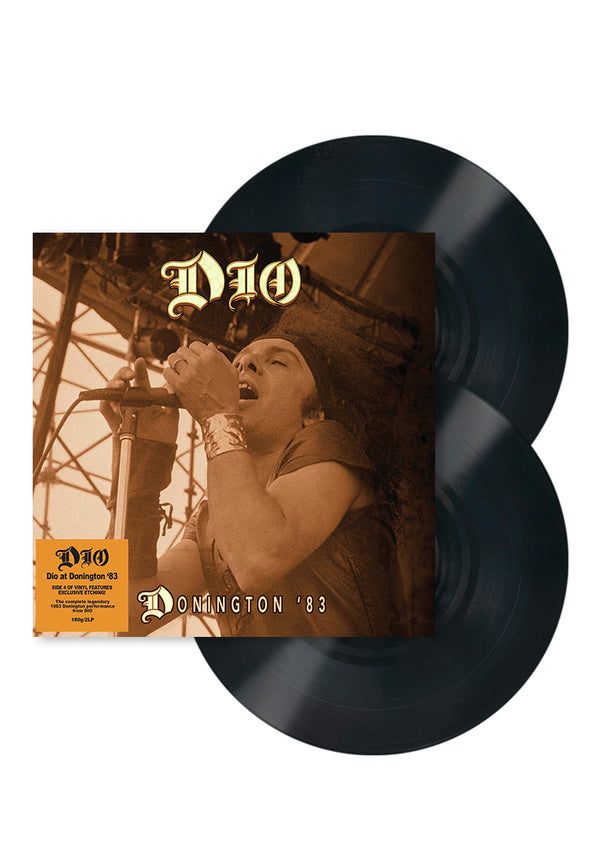 DIO
DONINGTON '83
DIO
Dio at Donington '83
SIDE 4 OF VINYL FEATURES
EXCLUSIVE ETCHING!
The complete legendary
1983 Donington performance
from DIO
180g/2LP